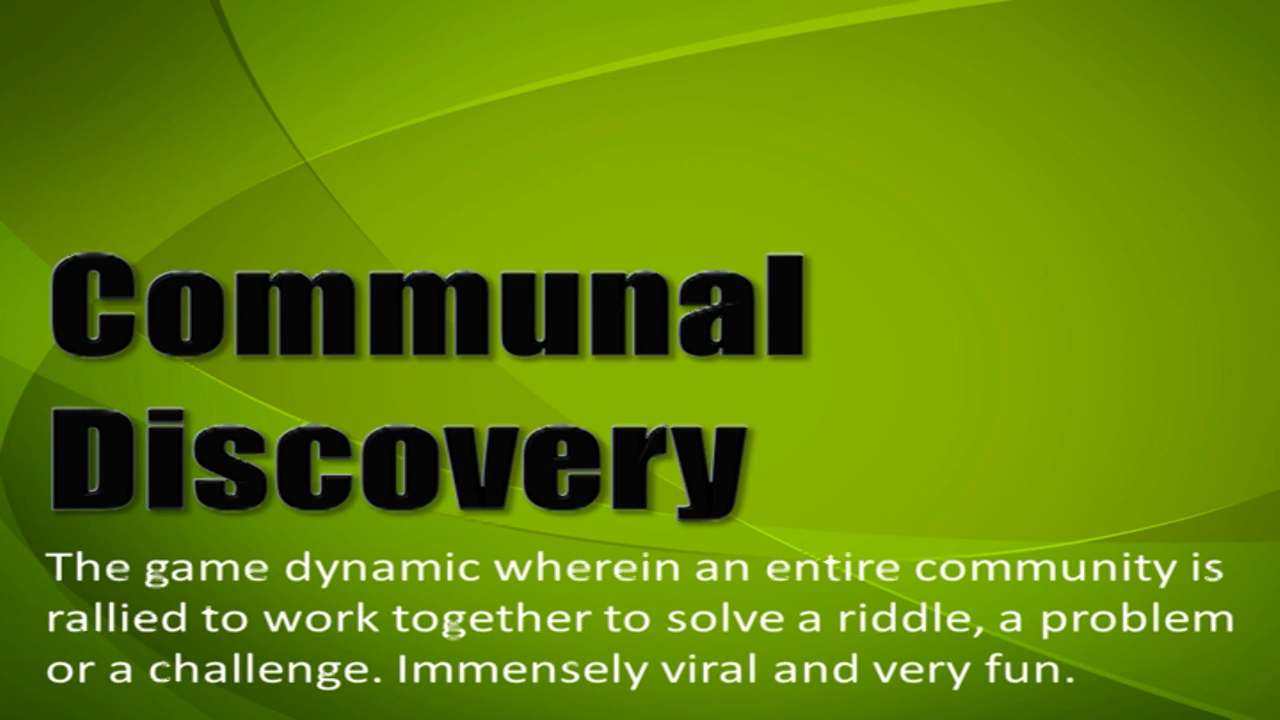 Communal
Discovery
The game dynamic wherein an entire community is
rallied to work together to solve a riddle, a problem
or a challenge. Immensely viral and very fun.